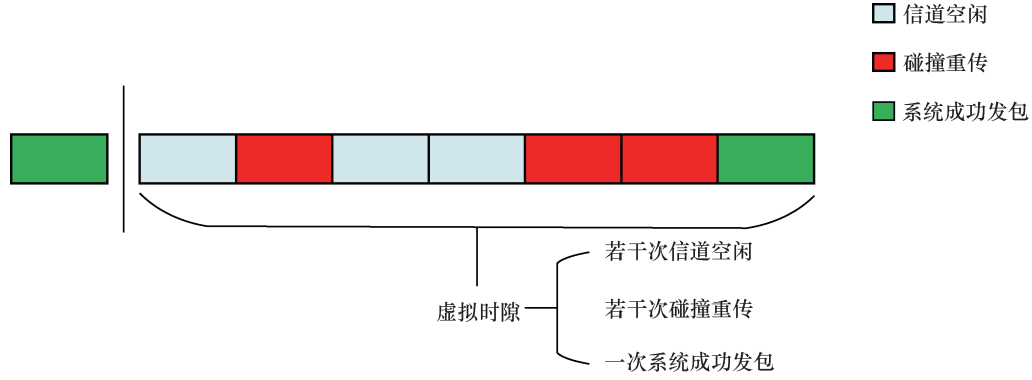 信道空闲
碰撞重传
系统成功发包
若干次信道空闲
虚拟时隙
若干次碰撞重传
一次系统成功发包